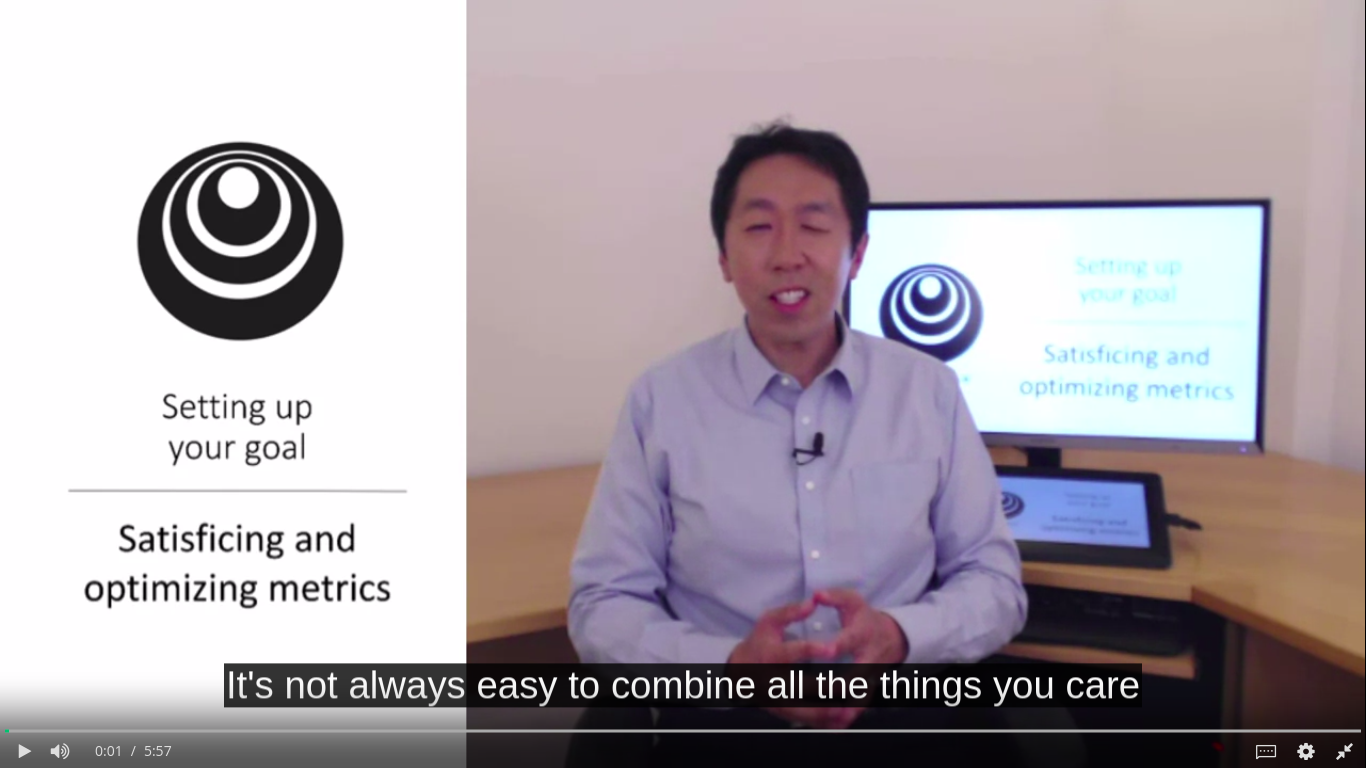 Setting up
your goal
Satisficing and
optimizing metrics
Setting up
your goal
Satisficing and
optimizing metrics
It's not always easy to combine all the things you care
0:01 / 5:57